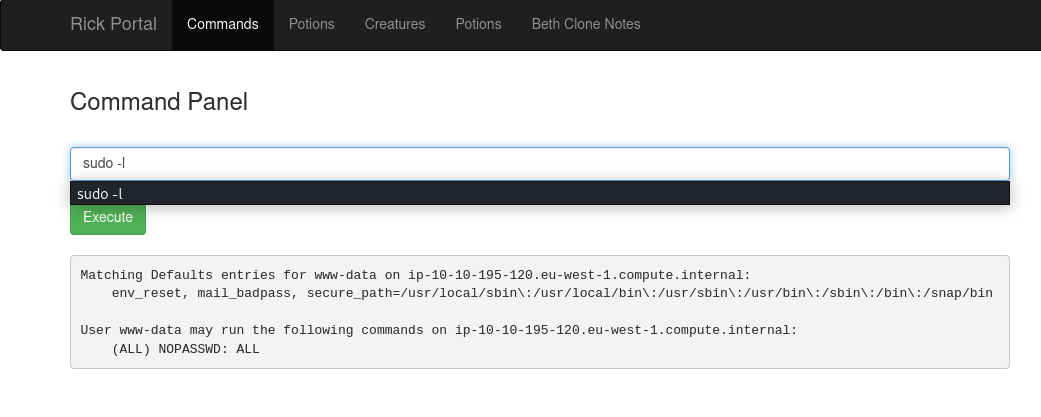 Rick Portal Commands Potions Creatures Potions Beth Clone Notes
Command Panel
sudo -l
sudo -l
Execute
Matching Defaults entries for www-data on ip-10-10-195-120.eu-west-1.compute.internal:
    env_reset, mail_badpass, secure_path=/usr/local/sbin\:/usr/local/bin\:/usr/sbin\:/usr/bin\:/sbin\:/bin\:/snap/bin
User www-data may run the following commands on ip-10-10-195-120.eu-west-1.compute.internal:
    (ALL) NOPASSWD: ALL